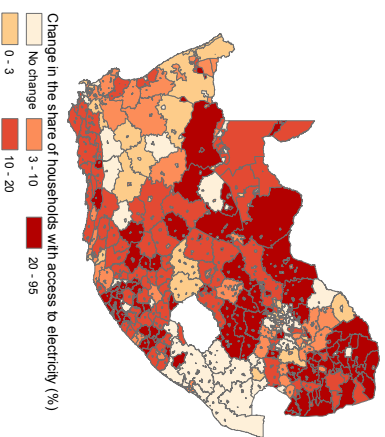 Change in the share of households with access to electricity (%)
No change
3 - 10
20 - 95
0 - 3
10 - 20